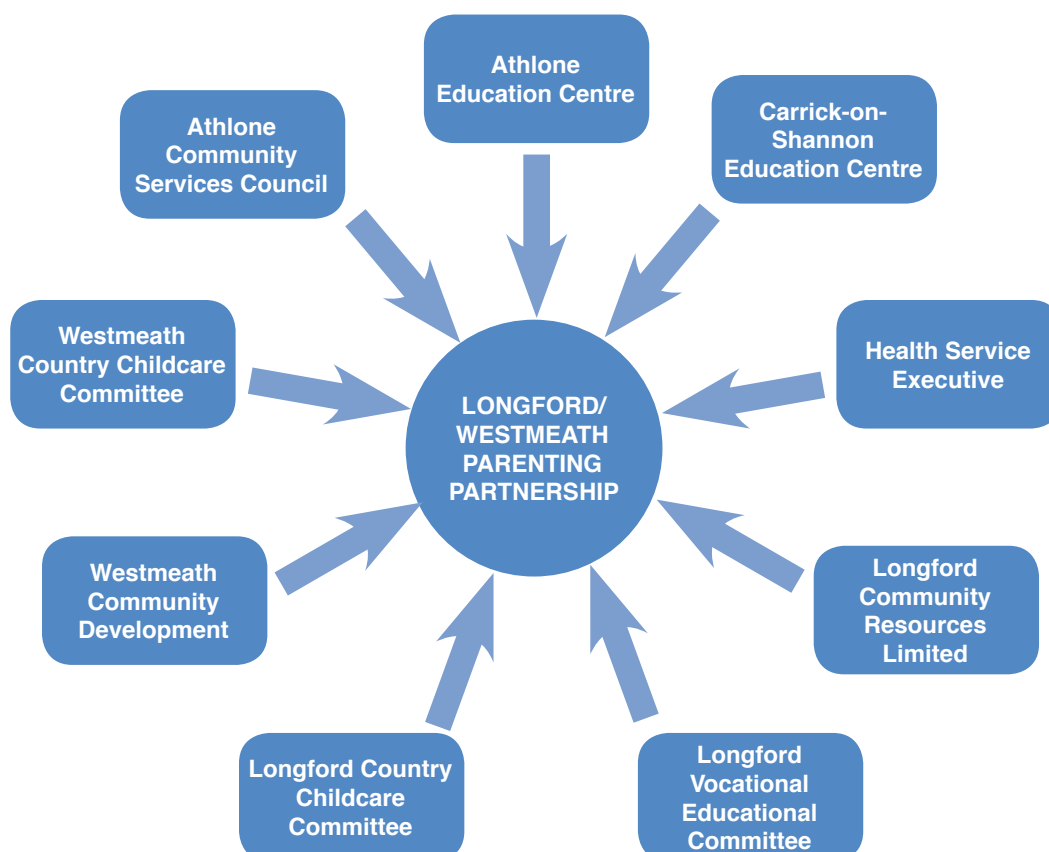 Athlone
Education Centre
Carrick-on-
Shannon
Education Centre
Health Service
Executive
Longford
Community
Resources
Limited
Longford
Vocational
Educational
Committee
Longford Country
Childcare
Committee
Westmeath
Community
Development
Westmeath
Country Childcare
Committee
Athlone
Community
Services Council
LONGFORD/
WESTMEATH
PARENTING
PARTNERSHIP